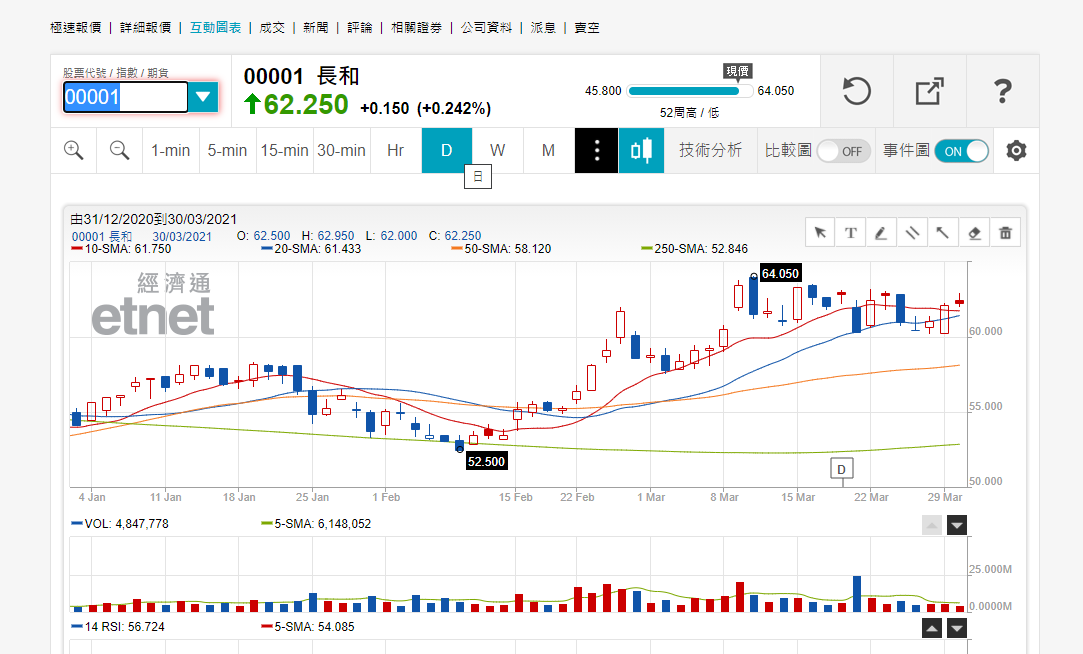 極速報價 | 詳細報價 | 互動圖表 | 成交 | 新聞 | 評論 | 相關證券 | 公司資料 | 派息 | 賣空
股票代號 / 指數 / 期貨
00001
00001 長和
62.250 +0.150 (+0.242%)
現價
45.800 64.050
52周高 / 低
?
1-min 5-min 15-min 30-min Hr D W M 技術分析 比較圖 OFF 事件圖 ON
日
由31/12/2020到30/03/2021
00001 長和 30/03/2021 O: 62.500 H: 62.950 L: 62.000 C: 62.250
10-SMA: 61.750 20-SMA: 61.433 50-SMA: 58.120 250-SMA: 52.846
T
經濟通
etnet
64.050
60.000
55.000
52.500
D
50.000
4 Jan 11 Jan 18 Jan 25 Jan 1 Feb 15 Feb 22 Feb 1 Mar 8 Mar 15 Mar 22 Mar 29 Mar
VOL: 4,847,778 5-SMA: 6,148,052
25.000M
0.0000M
14 RSI: 56.724 5-SMA: 54.085